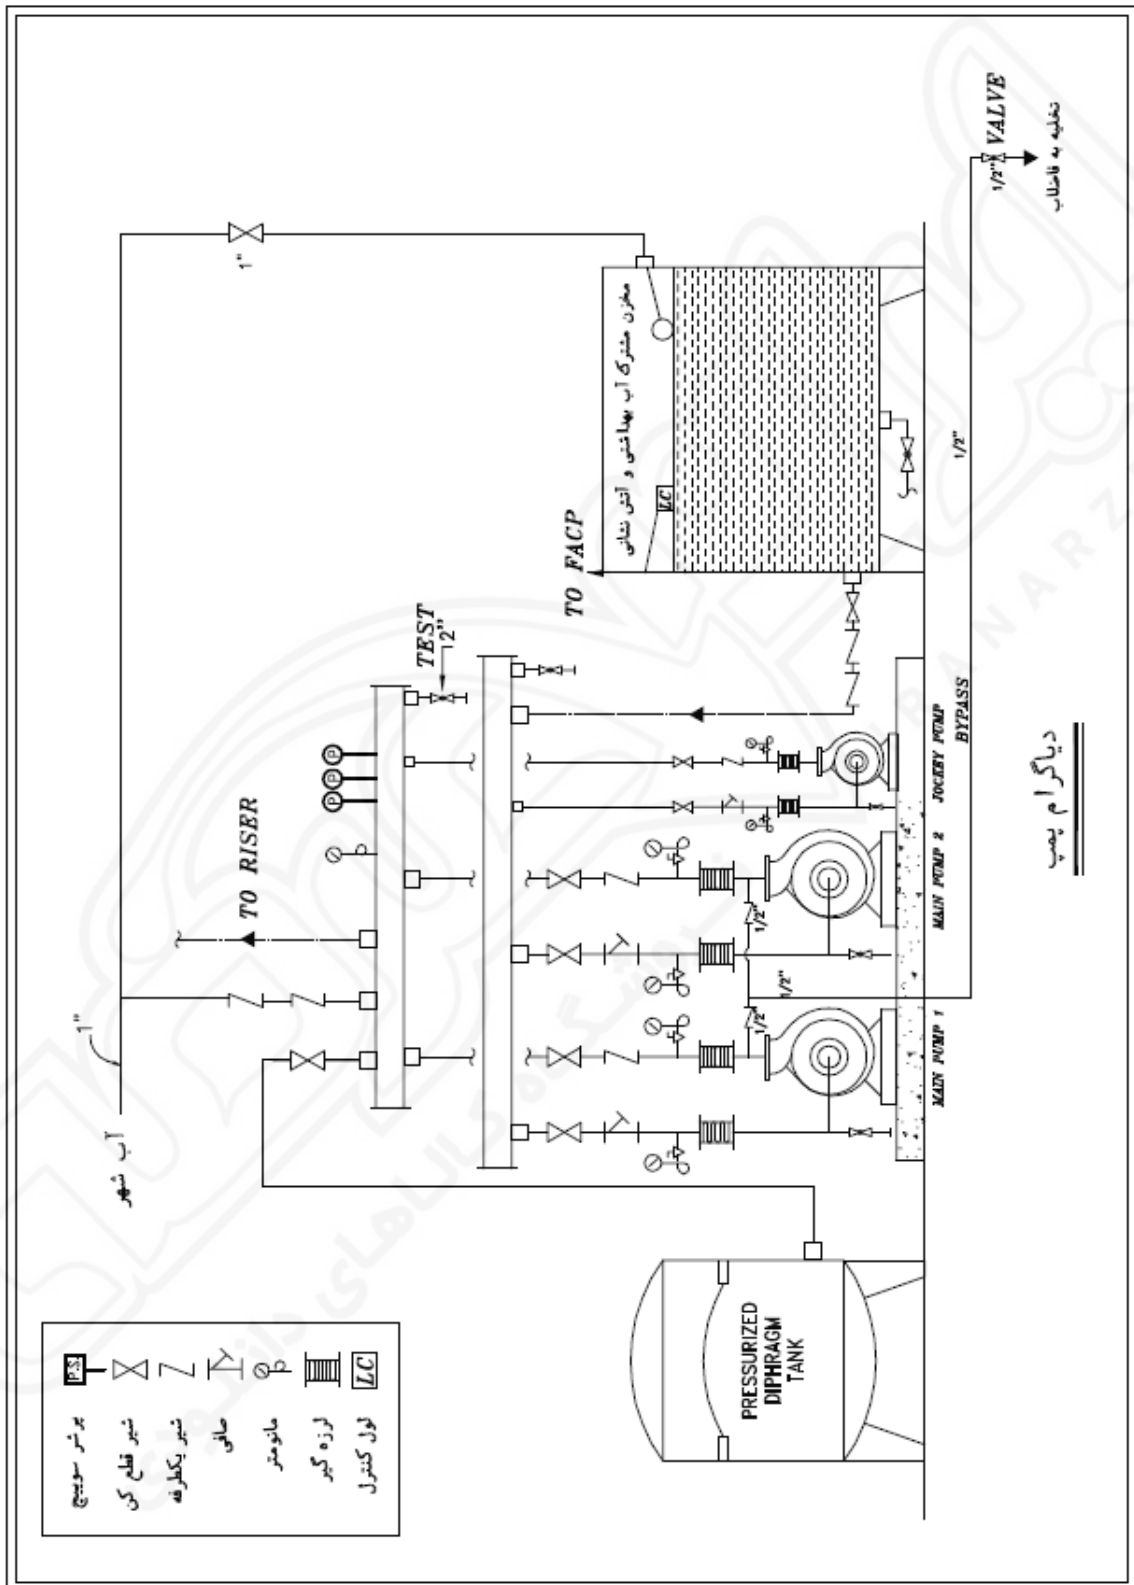 آب شهر
1"
1"
TO RISER
TEST
2"
P
P
P
TO FACP
مخزن مشترک آب بهداشتی و آتش نشانی
LC
1/2"
1/2"
1/2"
1/2"
1/2"
VALVE
تخلیه به فاضلاب
BYPASS
MAIN PUMP 1
MAIN PUMP 2
JOCKEY PUMP
PRESSURIZED
DIPHRAGM
TANK
P.S.
پرشر سوییچ
شیر قطع کن
شیر یکطرفه
صافی
مانومتر
لرزه گیر
LC
لول کنترل
دیاگرام پمپ
فروشگاه کالاهای دانلودی